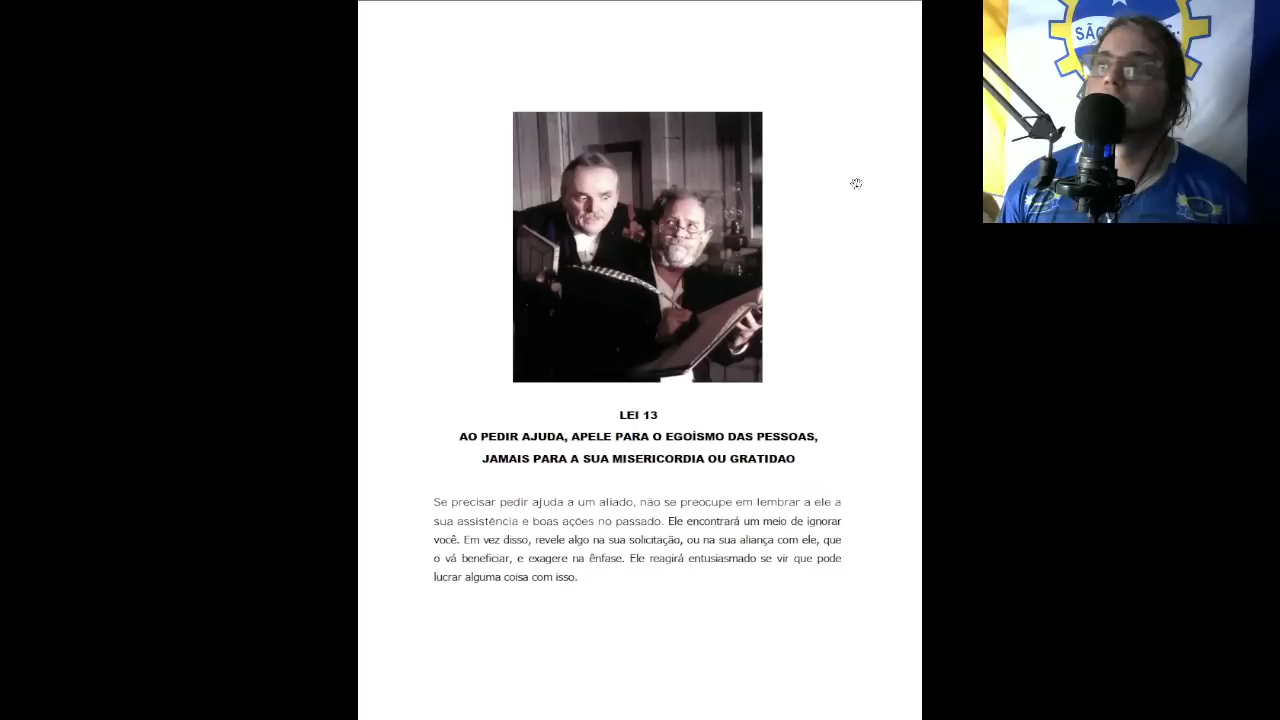 SÃO
C.
LEI 13
AO PEDIR AJUDA, APELE PARA O EGOÍSMO DAS PESSOAS,
JAMAIS PARA A SUA MISERICORDIA OU GRATIDAO
Se precisar pedir ajuda a um aliado, não se preocupe em lembrar a ele a
sua assistência e boas ações no passado. Ele encontrará um meio de ignorar
você. Em vez disso, revele algo na sua solicitação, ou na sua aliança com ele, que
o vá beneficiar, e exagere na ênfase. Ele reagirá entusiasmado se vir que pode
lucrar alguma coisa com isso.